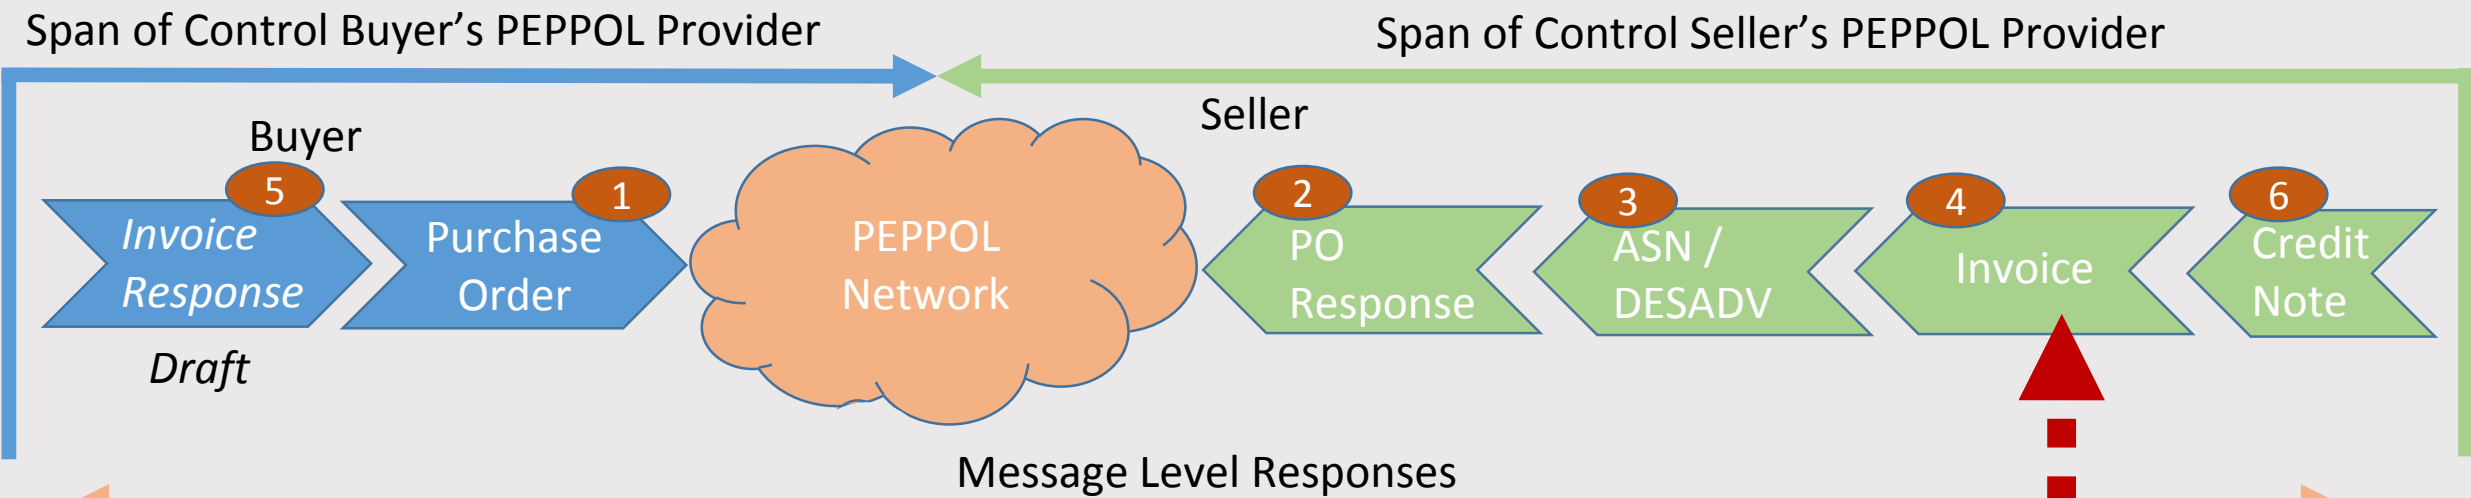 Span of Control Buyer’s PEPPOL Provider
Span of Control Seller’s PEPPOL Provider
Buyer
Seller
5
Invoice
Response
Draft
1
Purchase
Order
PEPPOL
Network
2
PO
Response
3
ASN /
DESADV
4
Invoice
6
Credit
Note
Message Level Responses